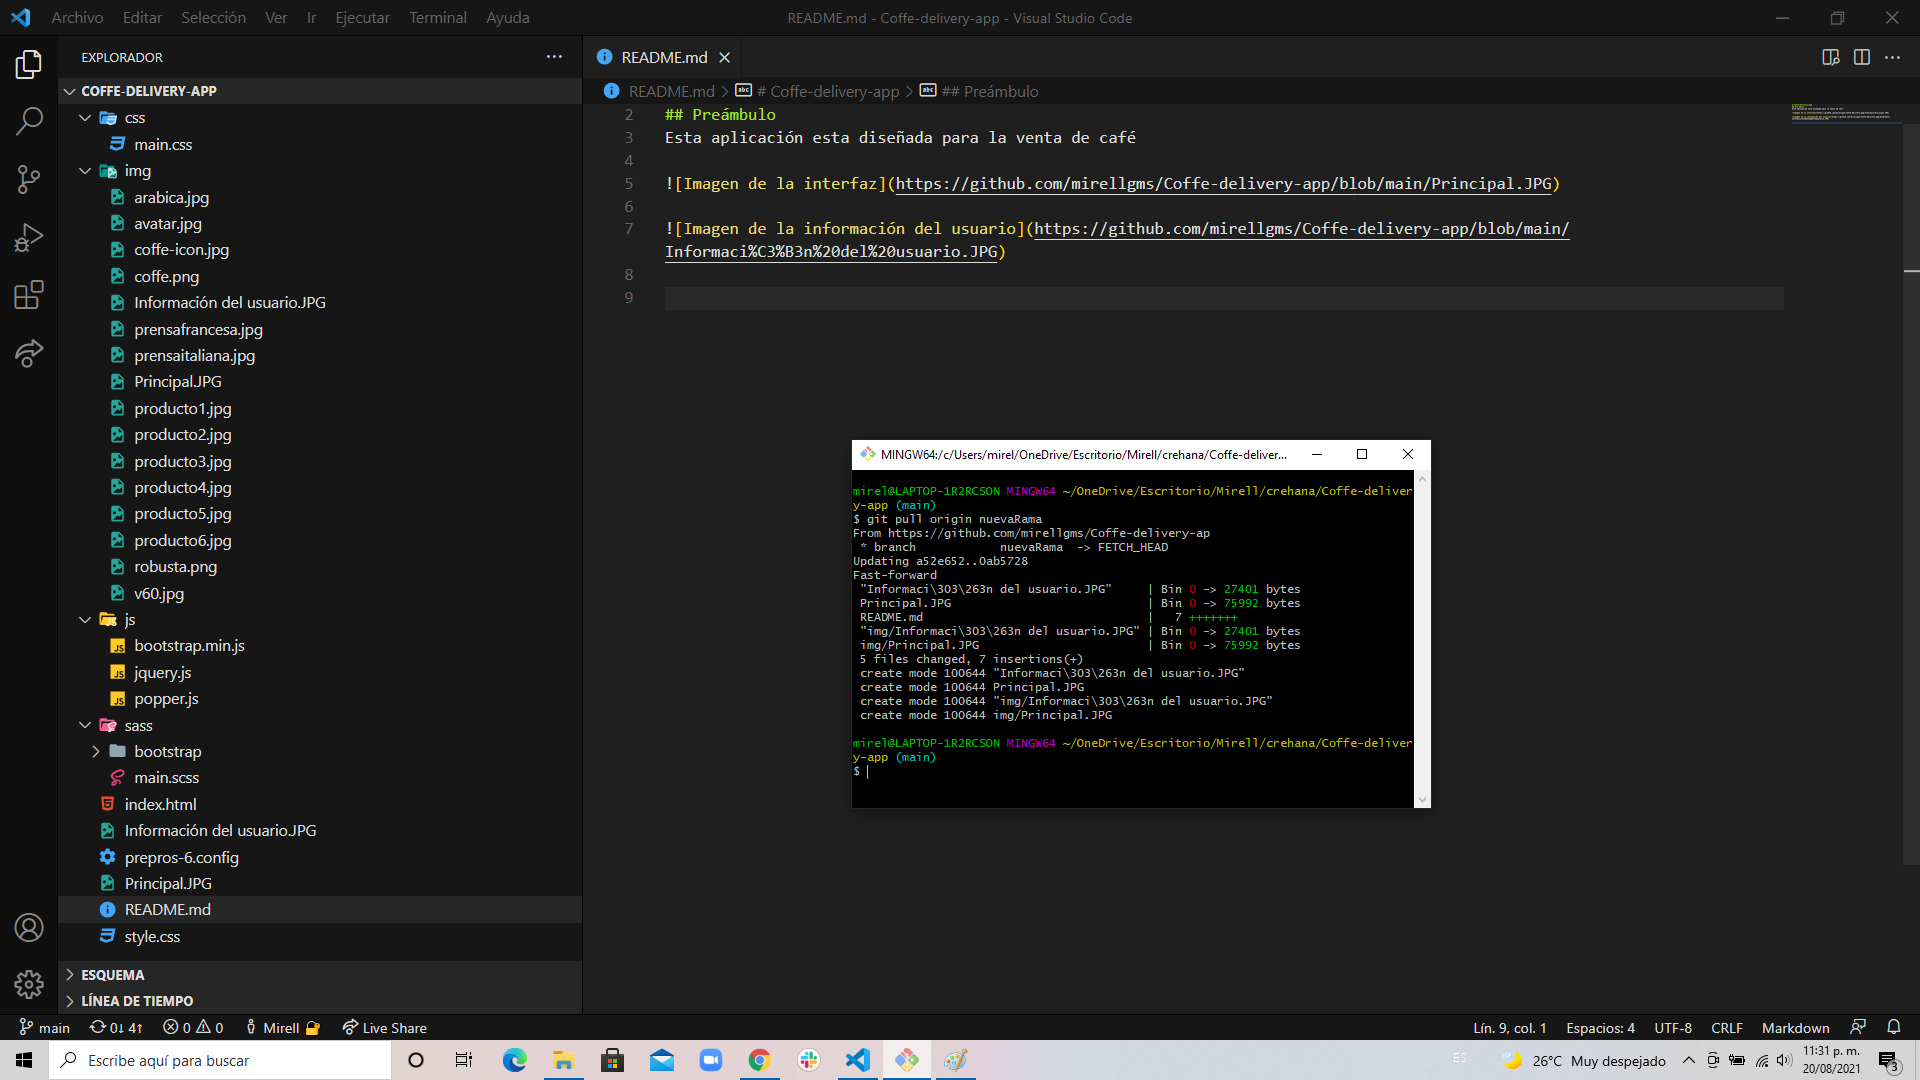 Archivo Editar Selección Ver Ir Ejecutar Terminal Ayuda
README.md - Coffe-delivery-app - Visual Studio Code
EXPLORADOR
COFFE-DELIVERY-APP
css
main.css
img
arabica.jpg
avatar.jpg
coffe-icon.jpg
coffe.png
Información del usuario.JPG
prensafrancesa.jpg
prensaitaliana.jpg
Principal.JPG
producto1.jpg
producto2.jpg
producto3.jpg
producto4.jpg
producto5.jpg
producto6.jpg
robusta.png
v60.jpg
js
bootstrap.min.js
jquery.js
popper.js
sass
bootstrap
main.scss
index.html
Información del usuario.JPG
prepros-6.config
Principal.JPG
README.md
style.css
ESQUEMA
LÍNEA DE TIEMPO
README.md
README.md > # Coffe-delivery-app > ## Preámbulo
2 ## Preámbulo
3 Esta aplicación esta diseñada para la venta de café
4
5 ![Imagen de la interfaz](https://github.com/mirellgms/Coffe-delivery-app/blob/main/Principal.JPG)
6
7 ![Imagen de la información del usuario](https://github.com/mirellgms/Coffe-delivery-app/blob/main/
Informaci%C3%B3n%20del%20usuario.JPG)
8
9
MINGW64:/c/Users/mirel/OneDrive/Escritorio/Mirell/crehana/Coffe-deliver...
mirel@LAPTOP-1R2RCSON MINGW64 ~/OneDrive/Escritorio/Mirell/crehana/Coffe-deliver
y-app (main)
$ git pull origin nuevaRama
From https://github.com/mirellgms/Coffe-delivery-ap
* branch nuevaRama -> FETCH_HEAD
Updating a52e652..0ab5728
Fast-forward
"Informaci\303\263n del usuario.JPG" | Bin 0 -> 27401 bytes
Principal.JPG | Bin 0 -> 75992 bytes
README.md | 7 +++++++
"img/Informaci\303\263n del usuario.JPG" | Bin 0 -> 27401 bytes
img/Principal.JPG | Bin 0 -> 75992 bytes
5 files changed, 7 insertions(+)
create mode 100644 "Informaci\303\263n del usuario.JPG"
create mode 100644 Principal.JPG
create mode 100644 "img/Informaci\303\263n del usuario.JPG"
create mode 100644 img/Principal.JPG
mirel@LAPTOP-1R2RCSON MINGW64 ~/OneDrive/Escritorio/Mirell/crehana/Coffe-deliver
y-app (main)
$
main 0↓ 4↑ 0 0 Mirell Live Share
Lín. 9, col. 1 Espacios: 4 UTF-8 CRLF Markdown
Escribe aquí para buscar
ES
26°C Muy despejado
11:31 p. m.
20/08/2021
3